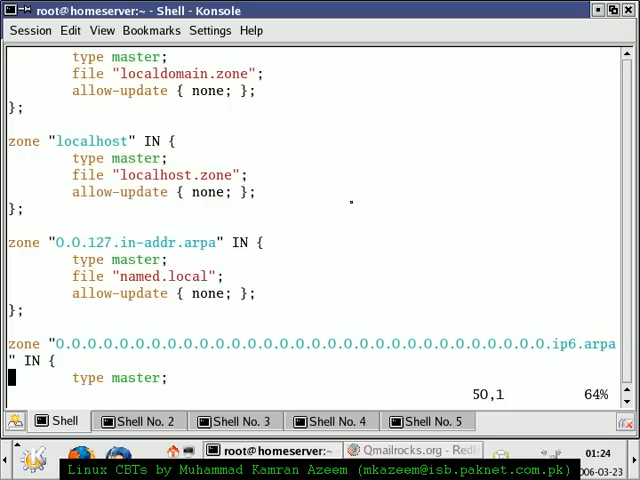 root@homeserver:~ - Shell - Konsole
Session Edit View Bookmarks Settings Help
type master;
file "localdomain.zone";
allow-update { none; };
};
zone "localhost" IN {
type master;
file "localhost.zone";
allow-update { none; };
};
zone "0.0.127.in-addr.arpa" IN {
type master;
file "named.local";
allow-update { none; };
};
zone "0.0.0.0.0.0.0.0.0.0.0.0.0.0.0.0.0.0.0.0.0.0.0.0.0.0.0.0.0.0.0.ip6.arpa
" IN {
type master;
50,1 64%
Shell Shell No. 2 Shell No. 3 Shell No. 4 Shell No. 5
root@homeserver:~ - Qmailrocks.org - Red 01:24
Linux CBTs by Muhammad Kamran Azeem (mkazeem@isb.paknet.com.pk) 006-03-23